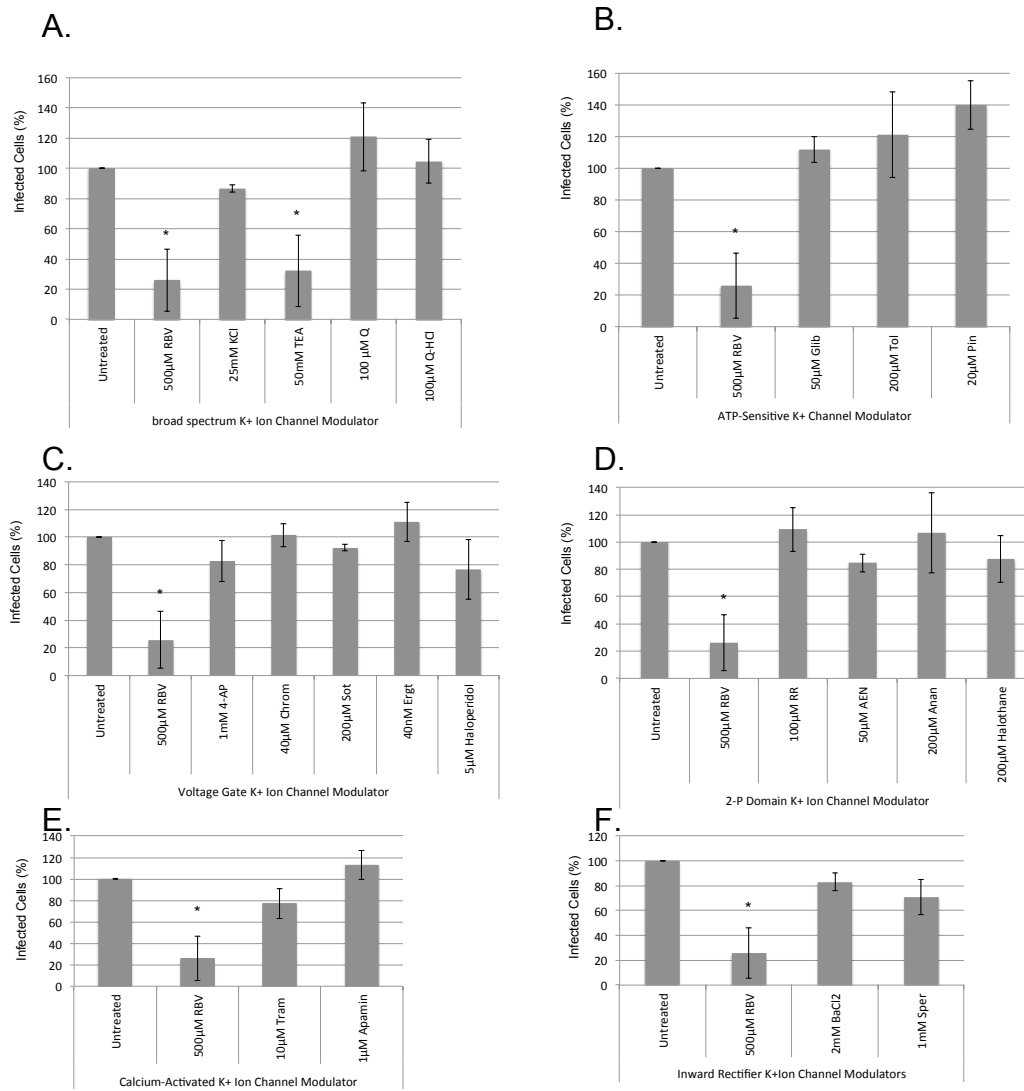 A.
Infected Cells (%)
160
140
120
100
80
60
40
20
0
*
*
Untreated
500µM RBV
25mM KCl
50mM TEA
100 µM Q
100µM Q-HCl
broad spectrum K+ Ion Channel Modulator
B.
Infected Cells (%)
160
140
120
100
80
60
40
20
0
*
Untreated
500µM RBV
50µM Glib
200µM Tol
20µM Pin
ATP-Sensitive K+ Channel Modulator
C.
Infected Cells (%)
140
120
100
80
60
40
20
0
*
Untreated
500µM RBV
1mM 4-AP
40µM Chrom
200µM Sot
40nM Ergt
5µM Haloperidol
Voltage Gate K+ Ion Channel Modulator
D.
Infected Cells (%)
140
120
100
80
60
40
20
0
*
Untreated
500µM RBV
100µM RR
50µM AEN
200µM Anan
200µM Halothane
2-P Domain K+ Ion Channel Modulator
E.
Infected Cells (%)
140
120
100
80
60
40
20
0
*
Untreated
500µM RBV
10µM Tram
1µM Apamin
Calcium-Activated K+ Ion Channel Modulator
F.
Infected Cells (%)
120
100
80
60
40
20
0
*
Untreated
500µM RBV
2mM BaCl2
1mM Sper
Inward Rectifier K+Ion Channel Modulators